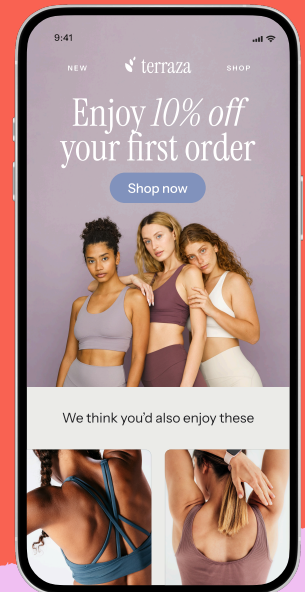 9:41
NEW
terraza
SHOP
Enjoy 10% off
your first order
Shop now
We think you'd also enjoy these